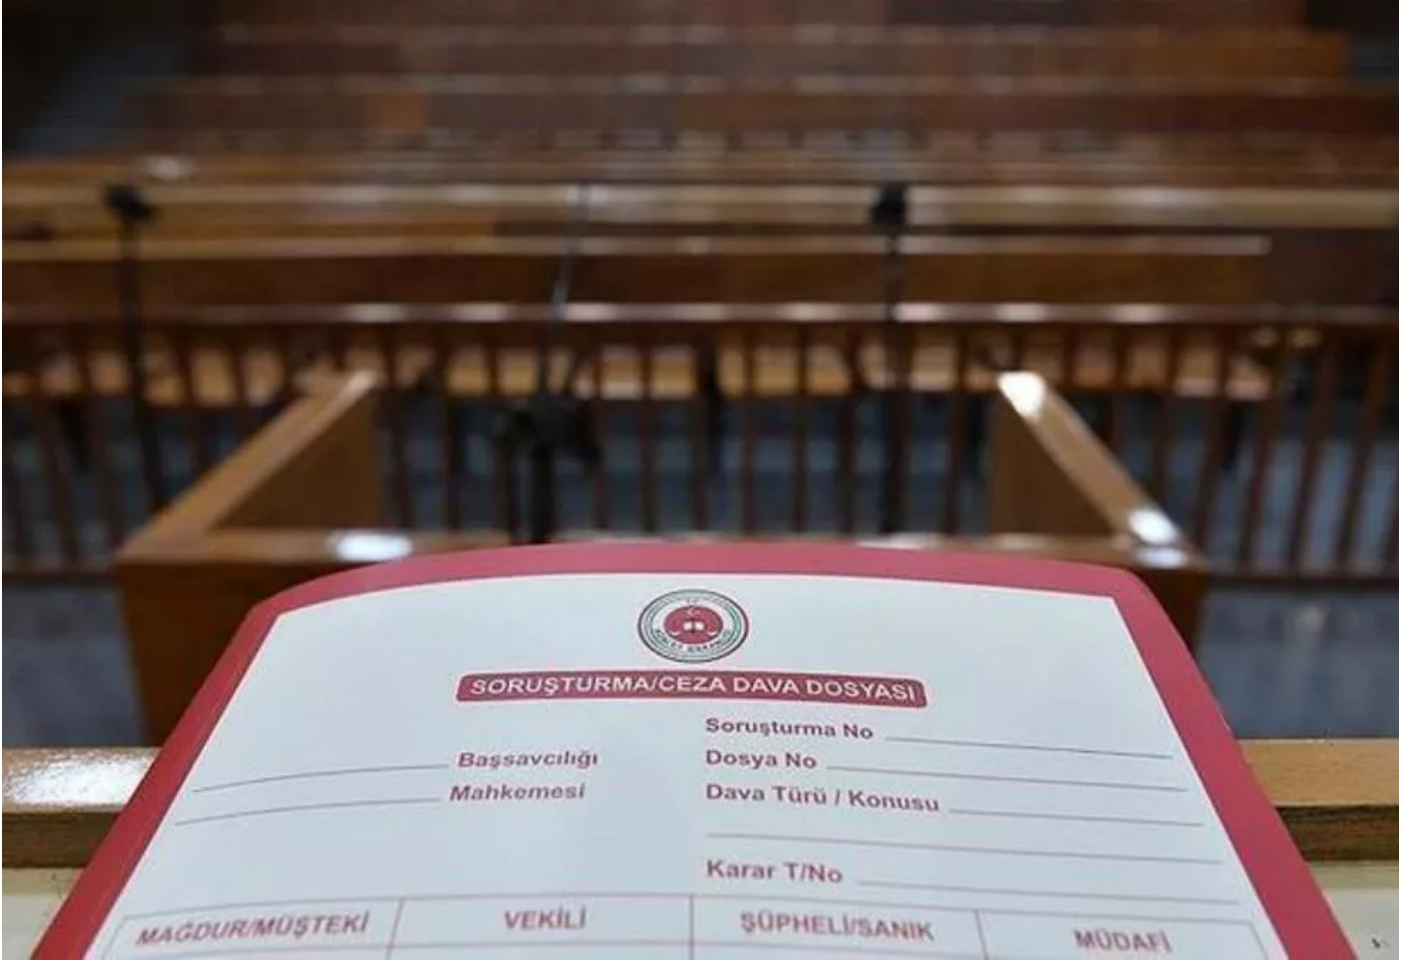 SORUŞTURMA/CEZA DAVA DOSYASI
Soruşturma No
Başsavcılığı
Dosya No
Mahkemesi
Dava Türü / Konusu
Karar T/No
MAĞDUR/MÜŞTEKİ VEKİLİ ŞÜPHELİ/SANIK MÜDAFİ